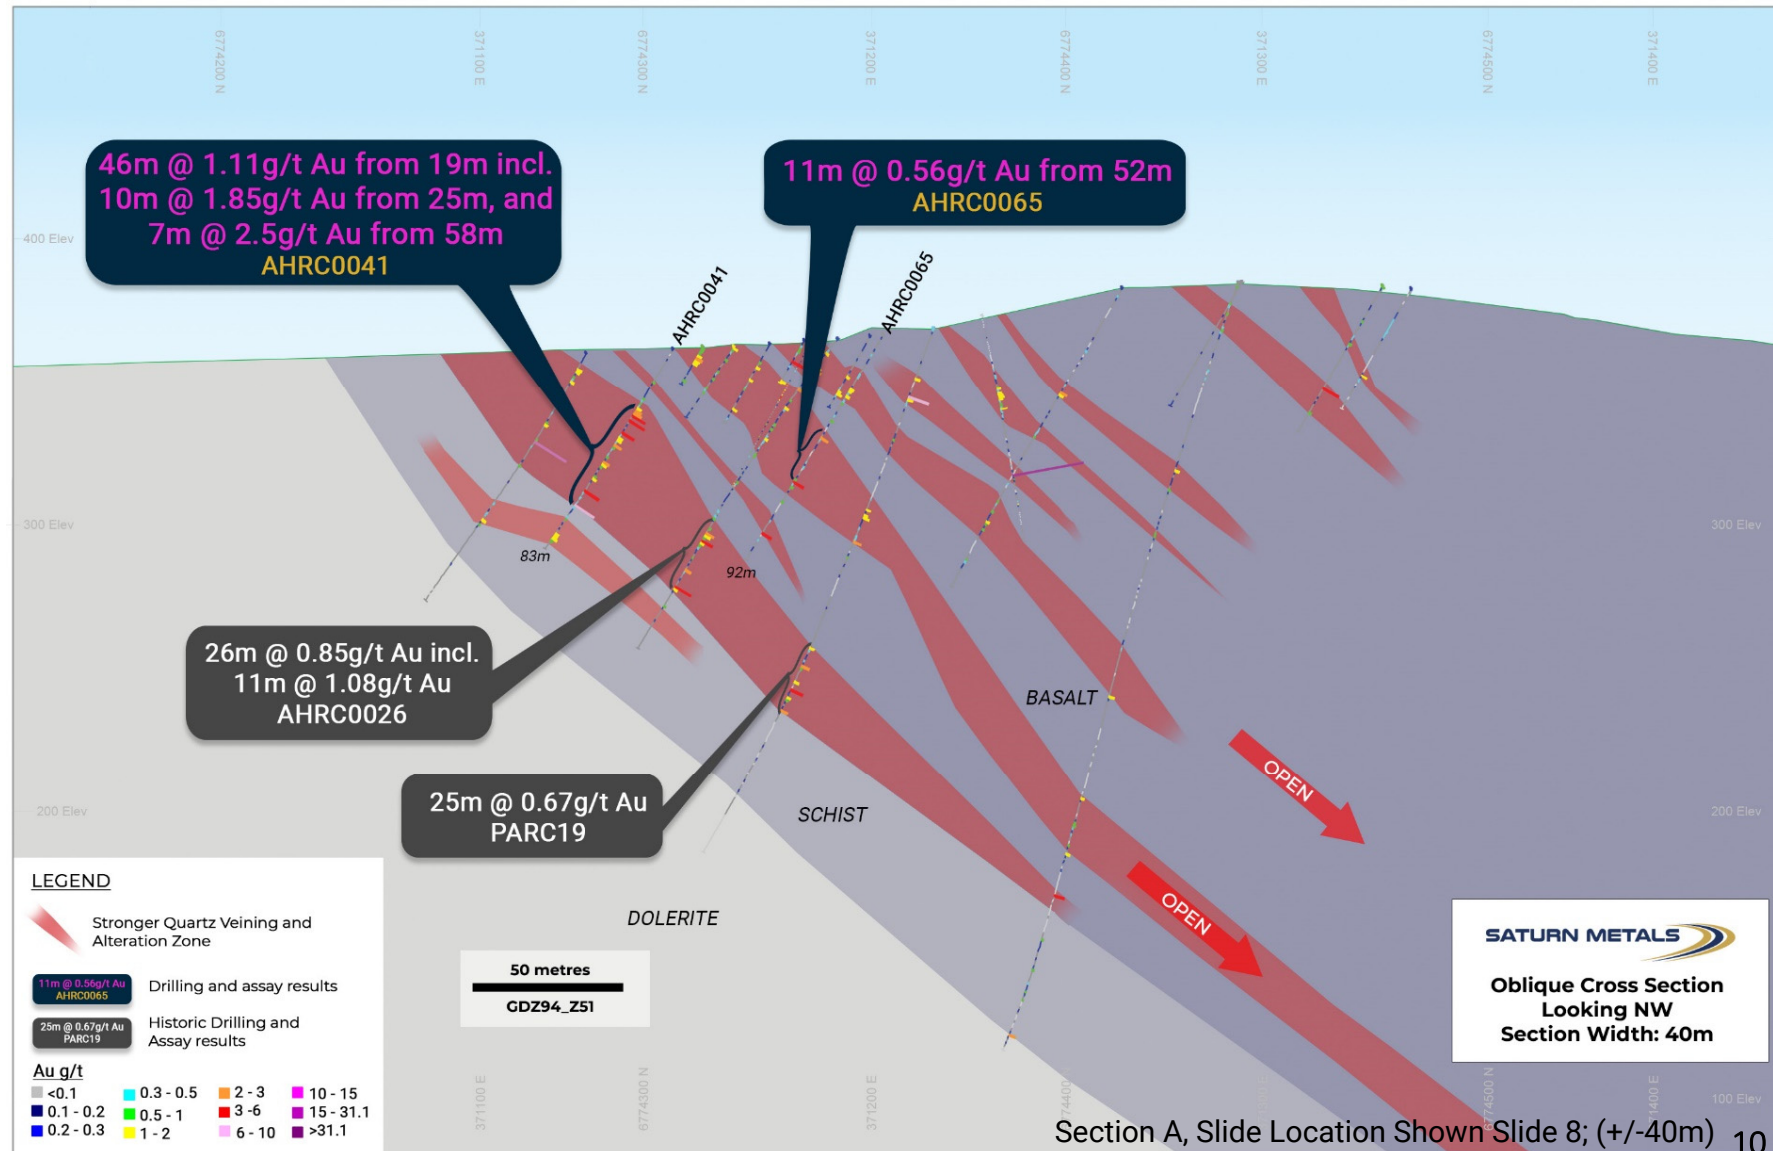 6774200 N
371100 E
6774300 N
371200 E
6774400 N
371300 E
6774500 N
371400 E
46m @ 1.11g/t Au from 19m incl.
10m @ 1.85g/t Au from 25m, and
7m @ 2.5g/t Au from 58m
AHRC0041
11m @ 0.56g/t Au from 52m
AHRC0065
400 Elev
AHRC0041
AHRC0065
300 Elev
300 Elev
83m
92m
26m @ 0.85g/t Au incl.
11m @ 1.08g/t Au
AHRC0026
BASALT
OPEN
25m @ 0.67g/t Au
PARC19
SCHIST
200 Elev
200 Elev
OPEN
DOLERITE
LEGEND
Stronger Quartz Veining and
Alteration Zone
11m @ 0.56g/t Au
AHRC0065
Drilling and assay results
25m @ 0.67g/t Au
PARC19
Historic Drilling and
Assay results
Au g/t
<0.1
0.1 - 0.2
0.2 - 0.3
0.3 - 0.5
0.5 - 1
1 - 2
2 - 3
3 -6
6 - 10
10 - 15
15 - 31.1
>31.1
50 metres
GDZ94_Z51
SATURN METALS
Oblique Cross Section
Looking NW
Section Width: 40m
371100 E
6774300 N
371200 E
6774400 N
6774500 N
371400 E
100 Elev
Section A, Slide Location Shown Slide 8; (+/-40m)
10